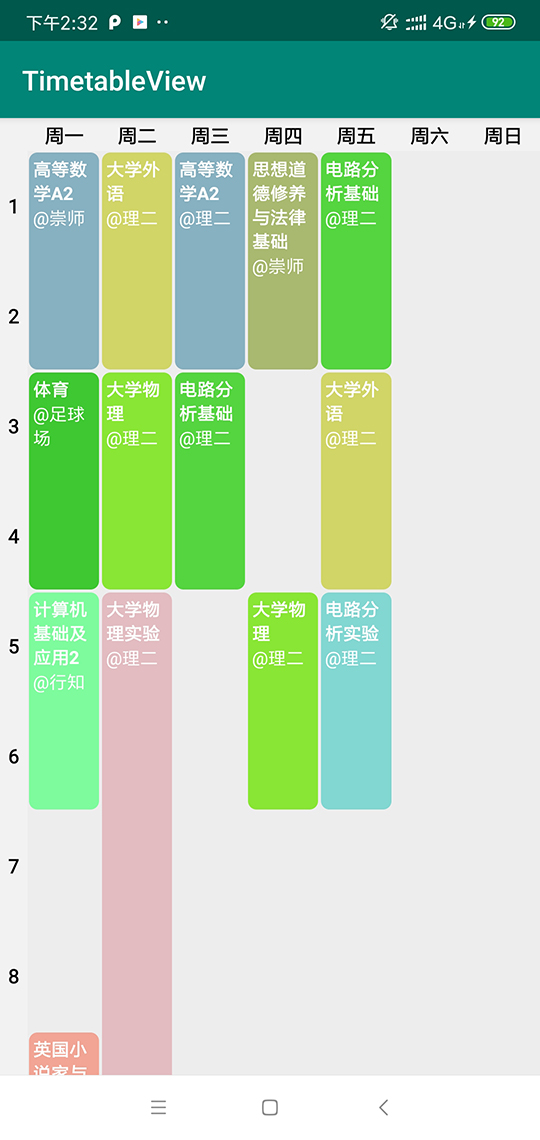 下午2:32
4G
92
TimetableView
周一 周二 周三 周四 周五 周六 周日
1
高等数
学A2
@崇师
大学外
语
@理二
高等数
学A2
@理二
思想道
德修养
与法律
基础
@崇师
电路分
析基础
@理二
2
3
体育
@足球
场
大学物
理
@理二
电路分
析基础
@理二
大学外
语
@理二
4
5
计算机
基础及
应用2
@行知
大学物
理实验
@理二
大学物
理
@理二
电路分
析实验
@理二
6
7
8
英国小
说家与